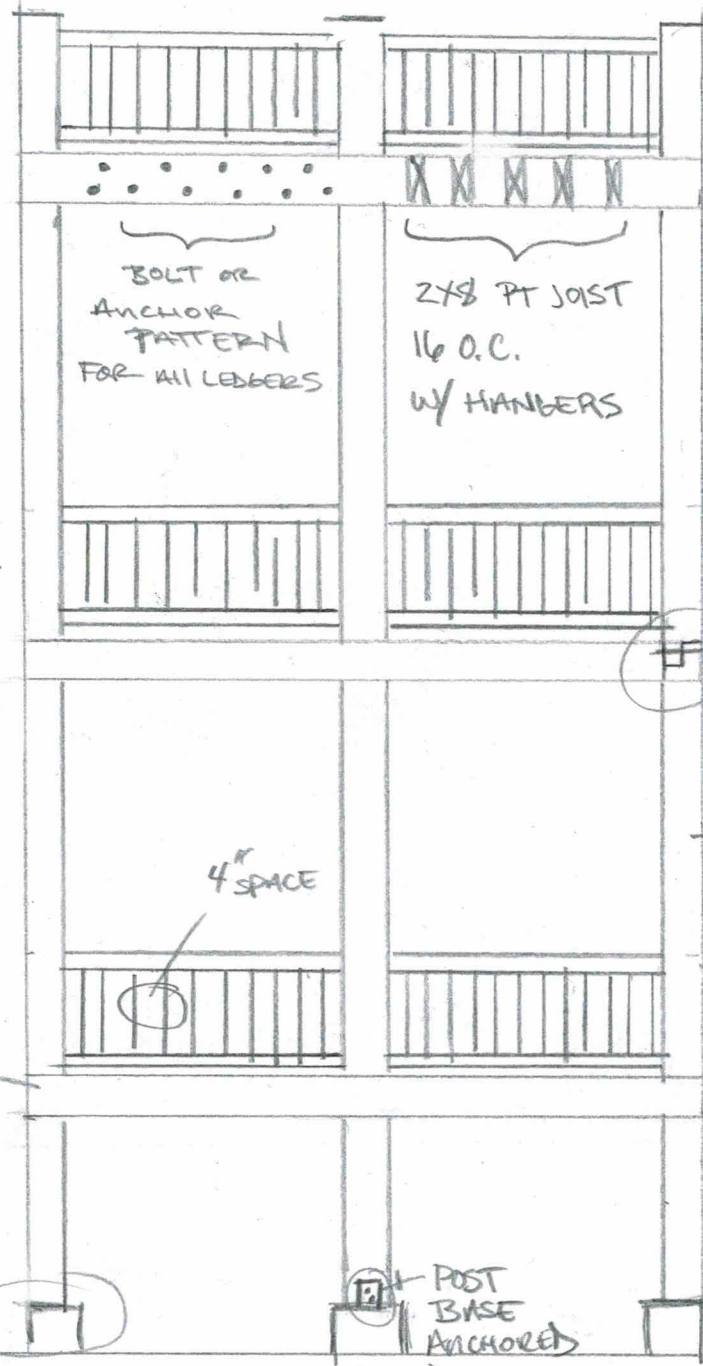 BOLT OR
ANCHOR
PATTERN
FOR All LEDGERS
2X8 PT JOIST
16 O.C.
W/ HANGERS
4" SPACE
POST
BASE
ANCHORED